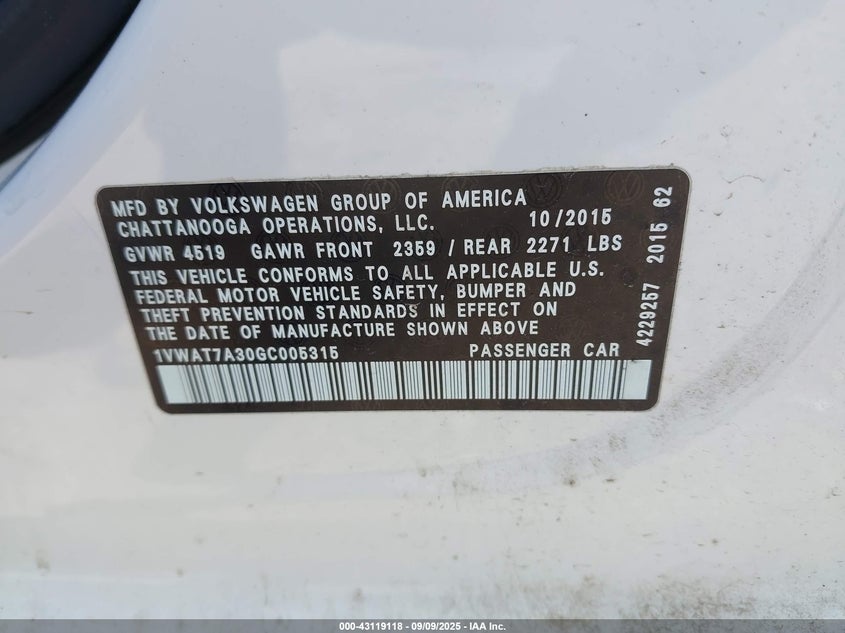 MFD BY VOLKSWAGEN GROUP OF AMERICA
CHATTANOOGA OPERATIONS, LLC. 10/2015
GVWR 4519 GAWR FRONT 2359 / REAR 2271 LBS
THIS VEHICLE CONFORMS TO ALL APPLICABLE U.S.
FEDERAL MOTOR VEHICLE SAFETY, BUMPER AND
THEFT PREVENTION STANDARDS IN EFFECT ON
THE DATE OF MANUFACTURE SHOWN ABOVE
1VWAT7A30GC005315 PASSENGER CAR
4229257 2015 62
000-43119118 - 09/09/2025 - IAA Inc.